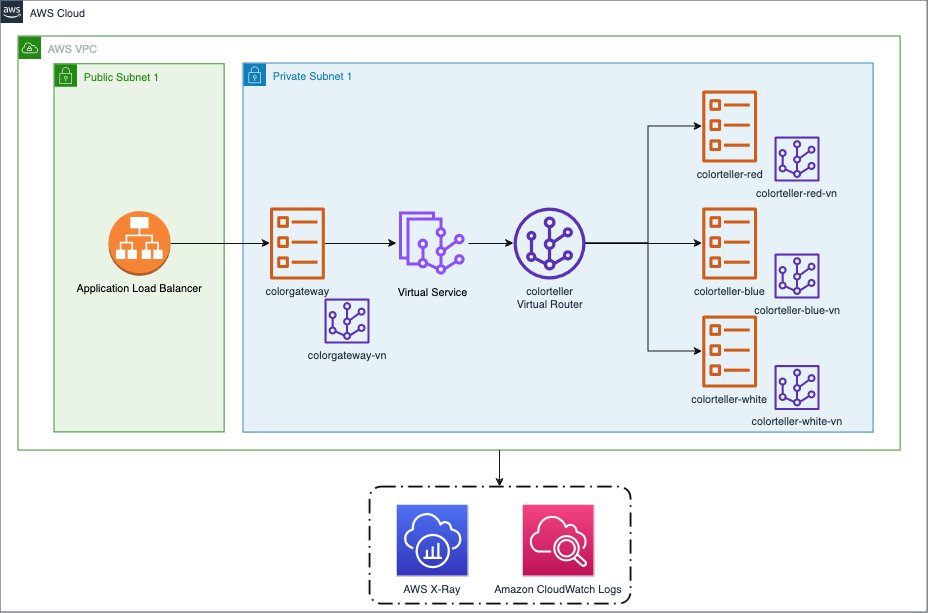 aws
AWS Cloud
AWS VPC
Public Subnet 1
Private Subnet 1
Application Load Balancer
colorgateway
colorgateway-vn
Virtual Service
colorteller
Virtual Router
colorteller-red
colorteller-red-vn
colorteller-blue
colorteller-blue-vn
colorteller-white
colorteller-white-vn
AWS X-Ray
Amazon CloudWatch Logs